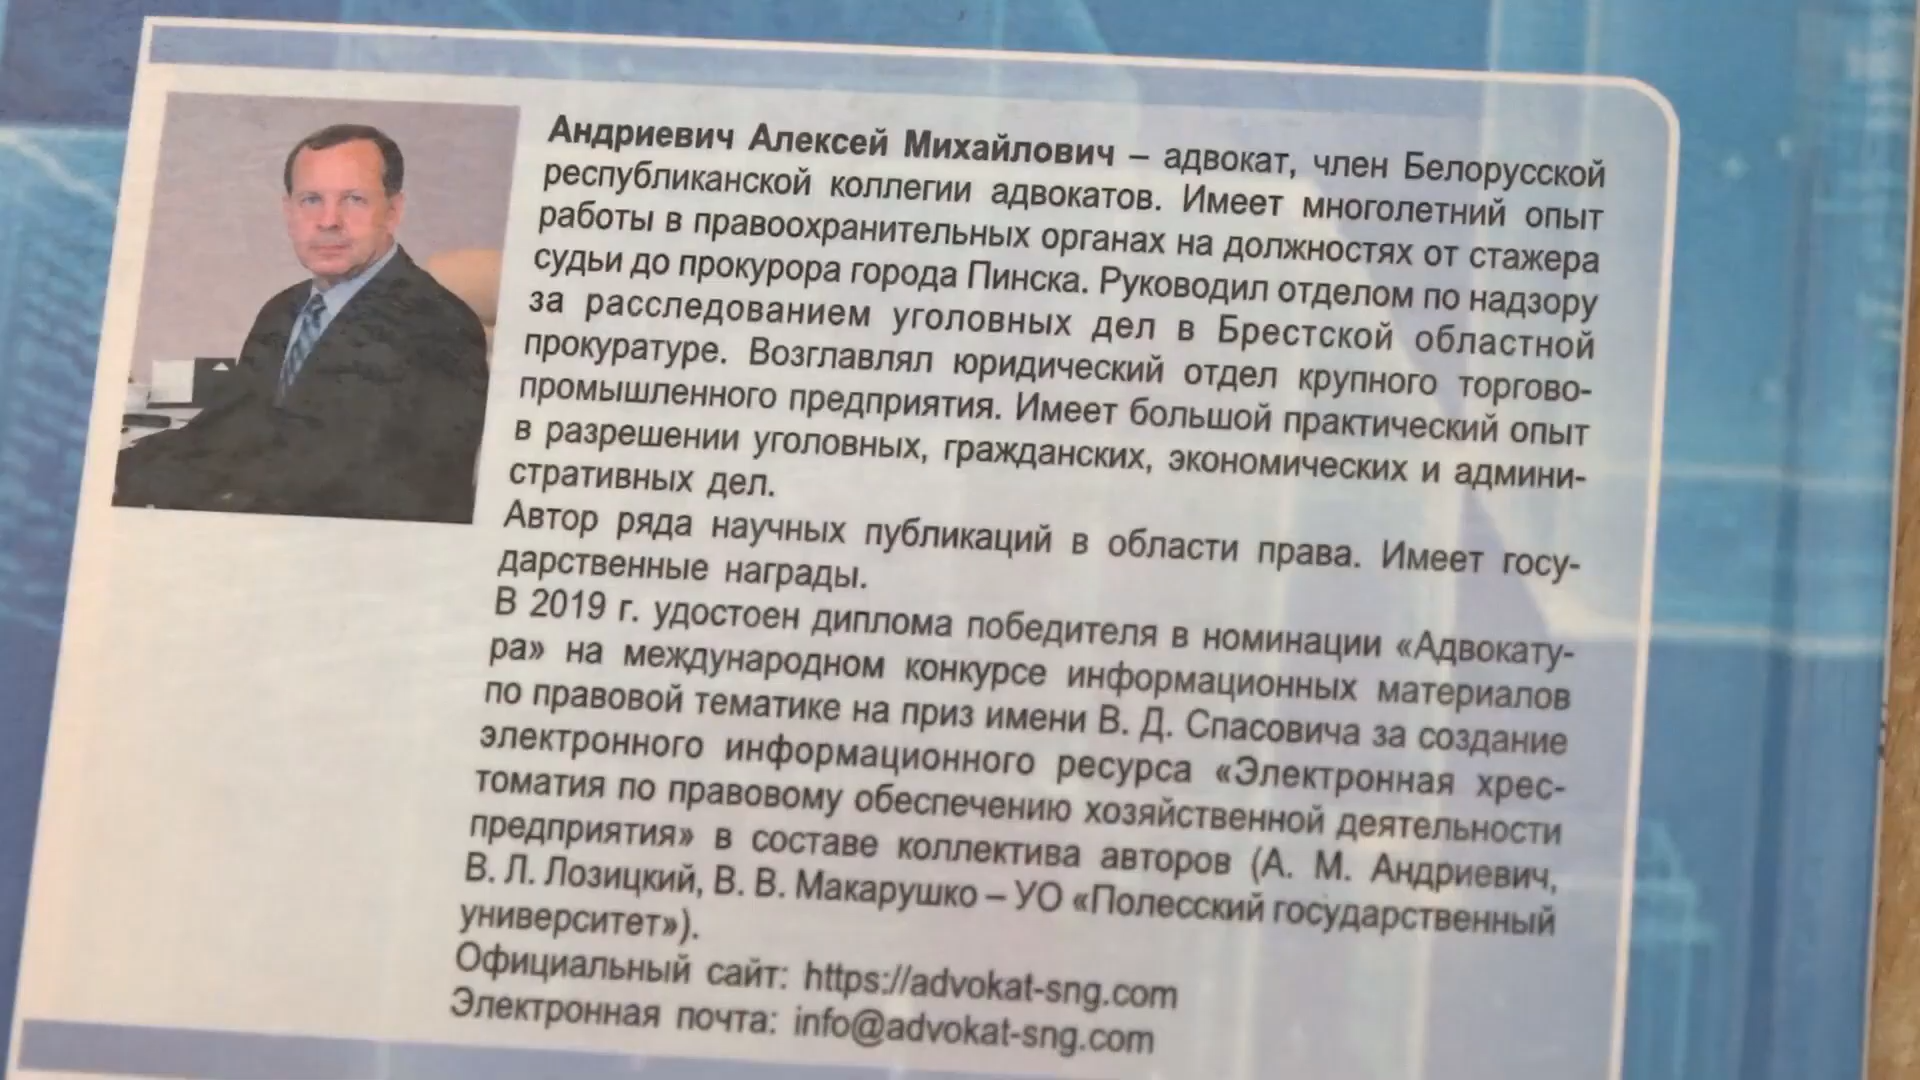 Андриевич Алексей Михайлович – адвокат, член Белорусской
республиканской коллегии адвокатов. Имеет многолетний опыт
работы в правоохранительных органах на должностях от стажера
судьи до прокурора города Пинска. Руководил отделом по надзору
за расследованием уголовных дел в Брестской областной
прокуратуре. Возглавлял юридический отдел крупного торгово-
промышленного предприятия. Имеет большой практический опыт
в разрешении уголовных, гражданских, экономических и админи-
стративных дел.
Автор ряда научных публикаций в области права. Имеет госу-
дарственные награды.
В 2019 г. удостоен диплома победителя в номинации «Адвокату-
ра» на международном конкурсе информационных материалов
по правовой тематике на приз имени В. Д. Спасовича за создание
электронного информационного ресурса «Электронная хрес-
томатия по правовому обеспечению хозяйственной деятельности
предприятия» в составе коллектива авторов (А. М. Андриевич,
В. Л. Лозицкий, В. В. Макарушко – УО «Полесский государственный
университет»).
Официальный сайт: https://advokat-sng.com
Электронная почта: info@advokat-sng.com